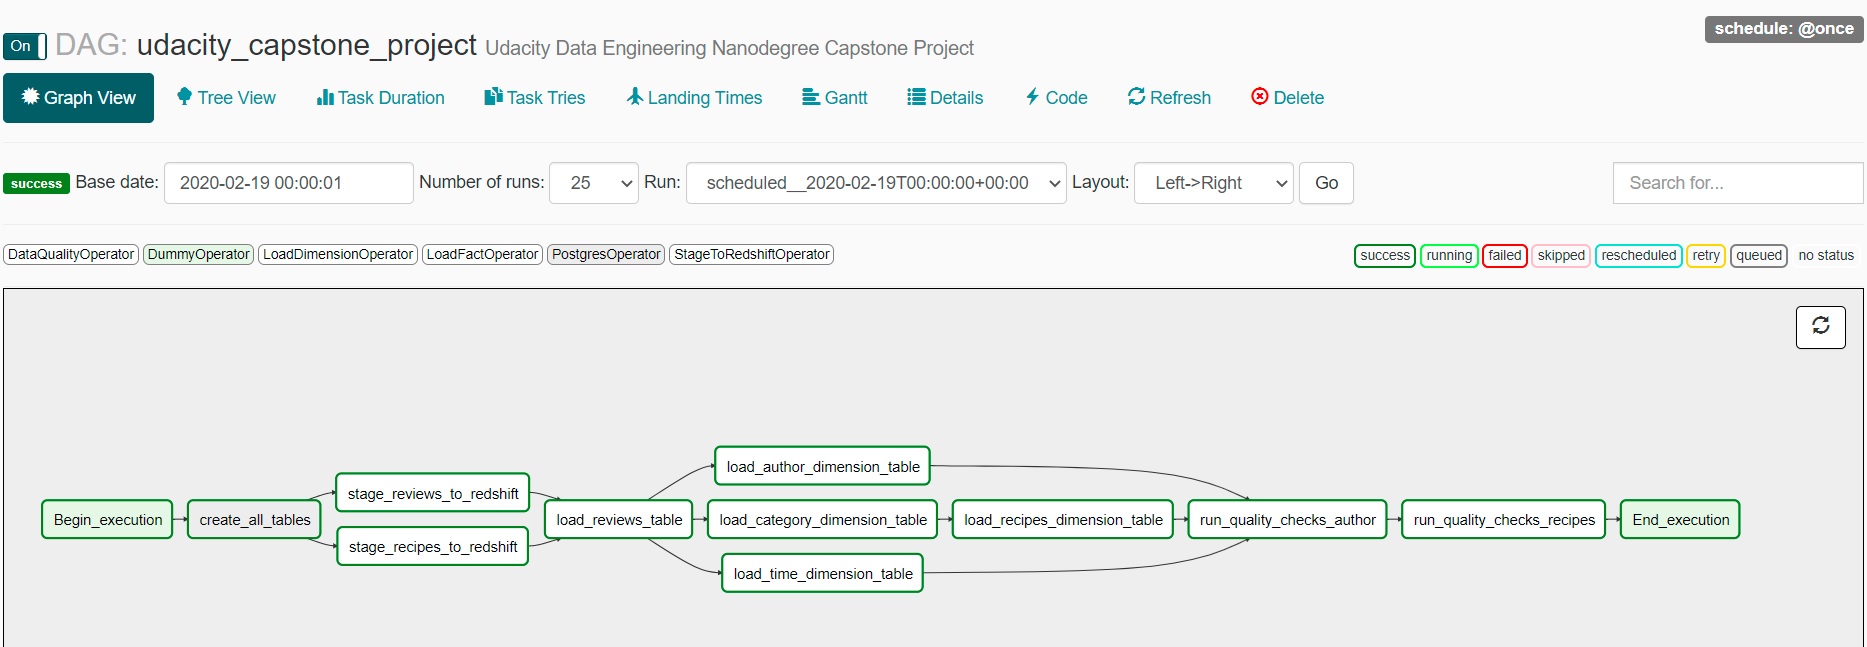 schedule: @once
On DAG: udacity_capstone_project Udacity Data Engineering Nanodegree Capstone Project
Graph View Tree View Task Duration Task Tries Landing Times Gantt Details Code Refresh Delete
success Base date: 2020-02-19 00:00:01 Number of runs: 25 Run: scheduled__2020-02-19T00:00:00+00:00 Layout: Left->Right Go Search for...
DataQualityOperator DummyOperator LoadDimensionOperator LoadFactOperator PostgresOperator StageToRedshiftOperator success running failed skipped rescheduled retry queued no status
load_author_dimension_table
stage_reviews_to_redshift
Begin_execution create_all_tables load_reviews_table load_category_dimension_table load_recipes_dimension_table run_quality_checks_author run_quality_checks_recipes End_execution
stage_recipes_to_redshift
load_time_dimension_table